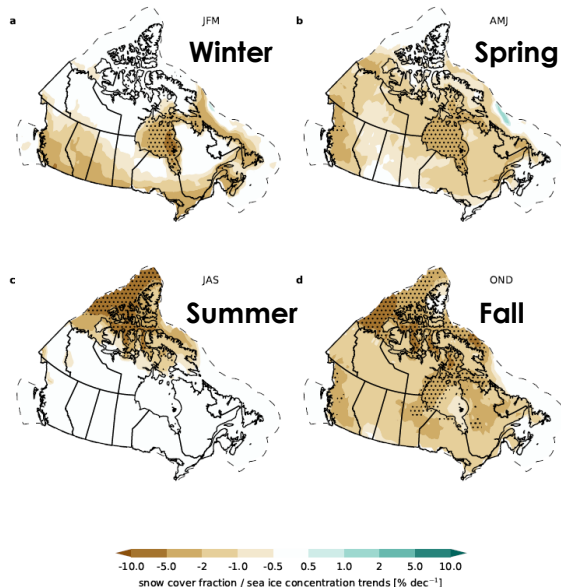 a JFM
Winter
b AMJ
Spring
c JAS
Summer
d OND
Fall
-10.0 -5.0 -2 -1.0 -0.5 0.5 1.0 2 5.0 10.0
snow cover fraction / sea ice concentration trends [% dec⁻¹]